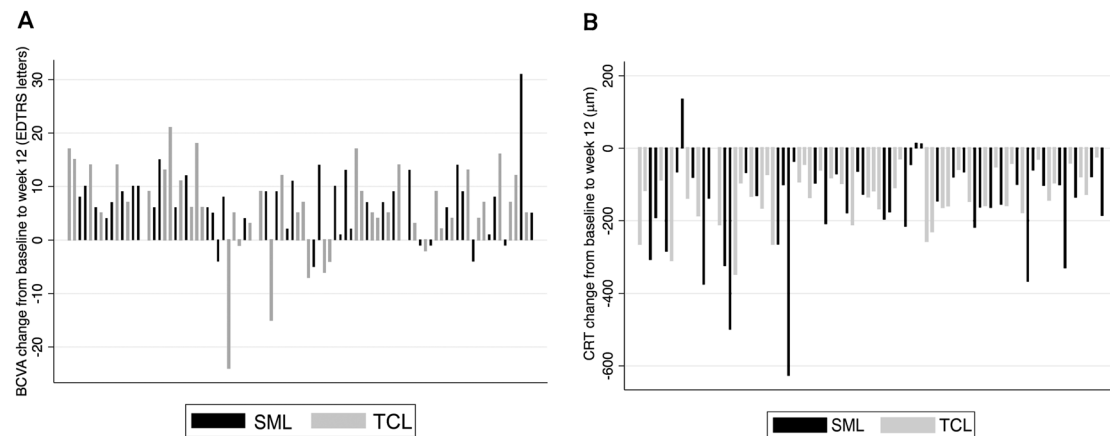 A
BCVA change from baseline to week 12 (EDTRS letters)
30
20
10
0
-10
-20
SML
TCL
B
CRT change from baseline to week 12 (μm)
200
0
-200
-400
-600
SML
TCL